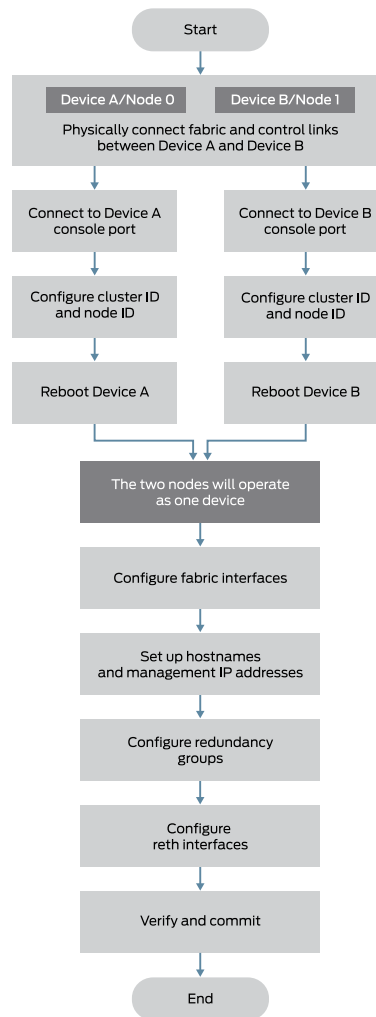 Start
Device A/Node 0
Device B/Node 1
Physically connect fabric and control links
between Device A and Device B
Connect to Device A
console port
Connect to Device B
console port
Configure cluster ID
and node ID
Configure cluster ID
and node ID
Reboot Device A
Reboot Device B
The two nodes will operate
as one device
Configure fabric interfaces
Set up hostnames
and management IP addresses
Configure redundancy
groups
Configure
reth interfaces
Verify and commit
End